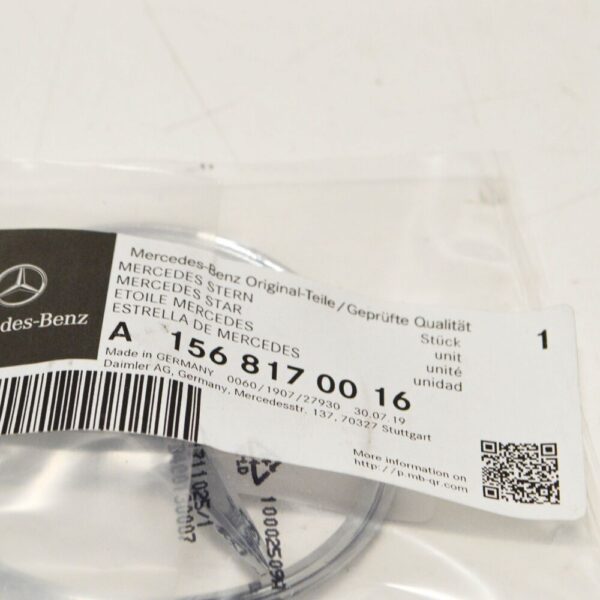 Mercedes-Benz Original-Teile/Geprüfte Qualität
MERCEDES STERN
MERCEDES STAR
ETOILE MERCEDES
ESTRELLA DE MERCEDES
Stück
unit
unité
unidad
1
des-Benz
A 156 817 00 16
Made in GERMANY 0060/1907/27930 30.07.19
Daimler AG, Germany, Mercedesstr. 137, 70327 Stuttgart
More information on
http://p.mb-qr.com